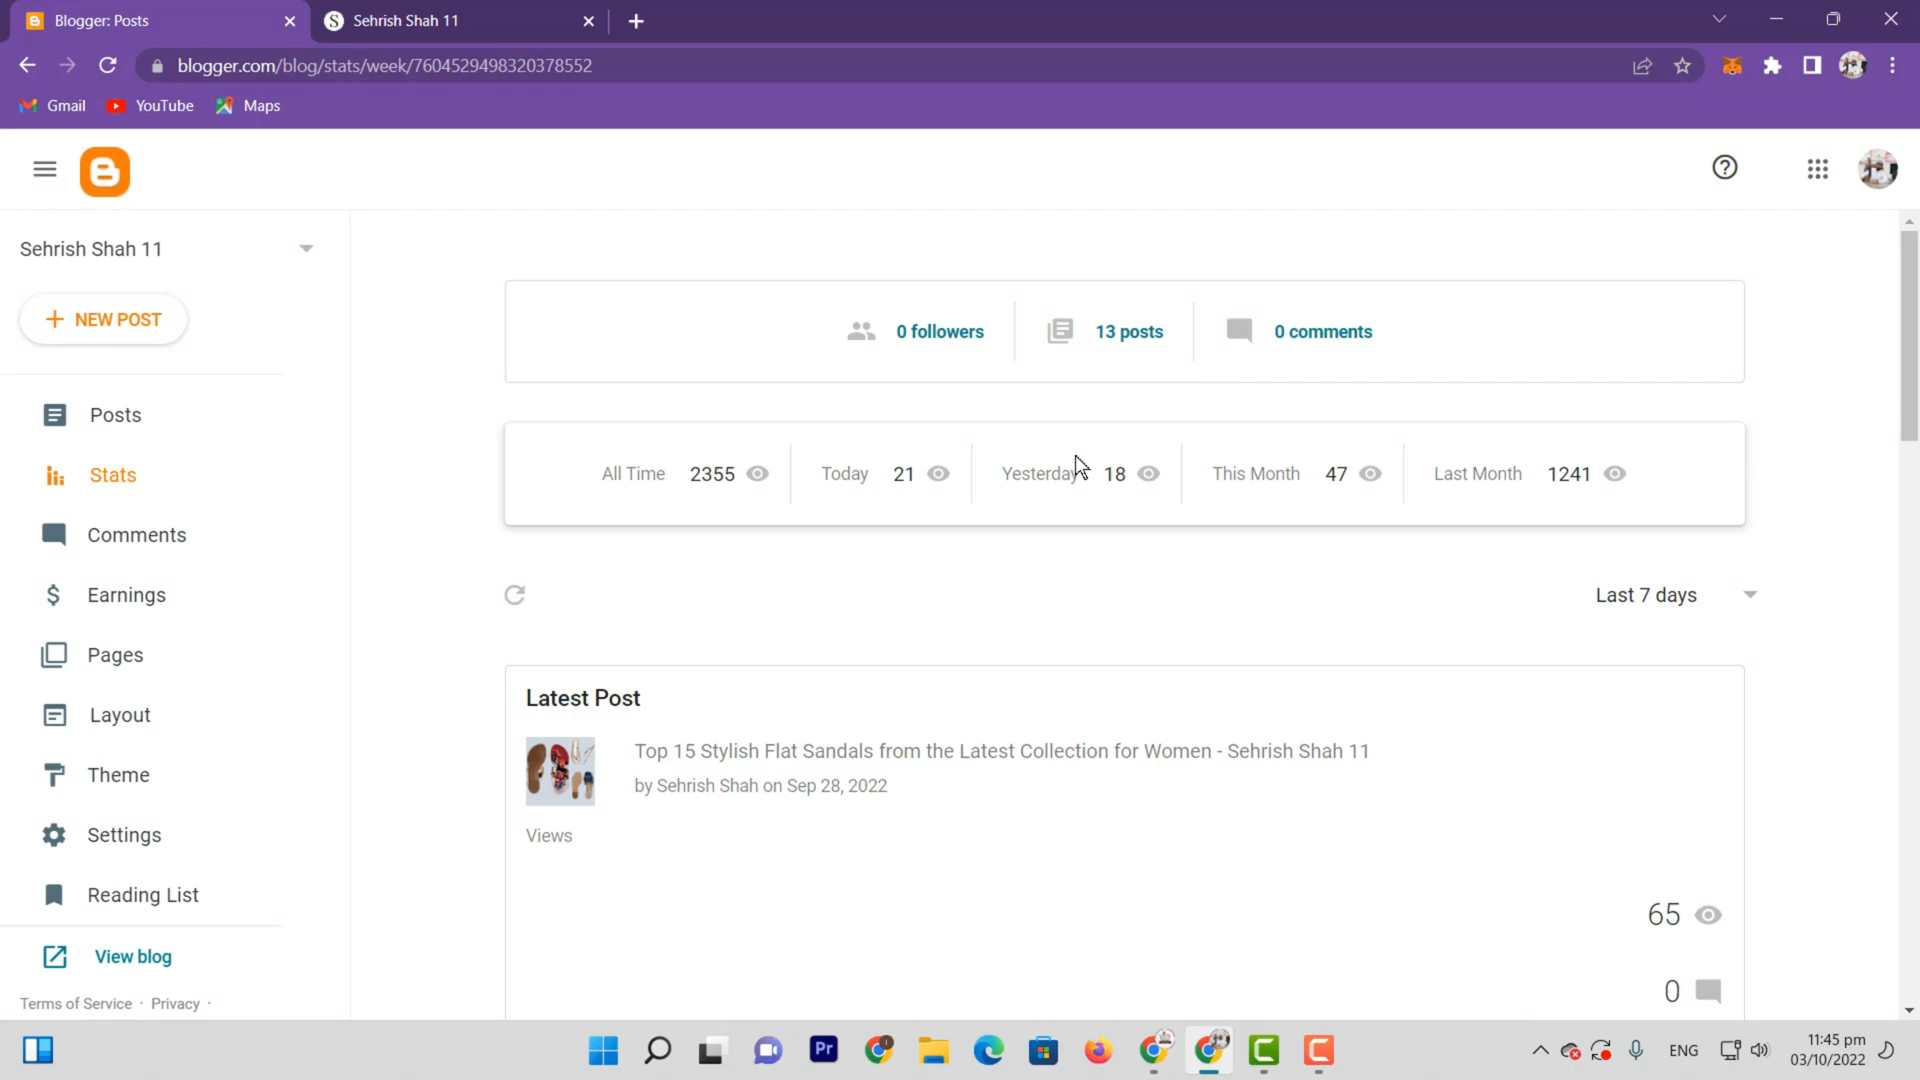 Blogger: Posts
Sehrish Shah 11
blogger.com/blog/stats/week/7604529498320378552
Gmail
YouTube
Maps
Sehrish Shah 11
NEW POST
Posts
Stats
Comments
Earnings
Pages
Layout
Theme
Settings
Reading List
View blog
Terms of Service · Privacy ·
0 followers
13 posts
0 comments
All Time 2355
Today 21
Yesterday 18
This Month 47
Last Month 1241
Last 7 days
Latest Post
Top 15 Stylish Flat Sandals from the Latest Collection for Women - Sehrish Shah 11
by Sehrish Shah on Sep 28, 2022
Views
65
0
Pr
ENG
11:45 pm
03/10/2022